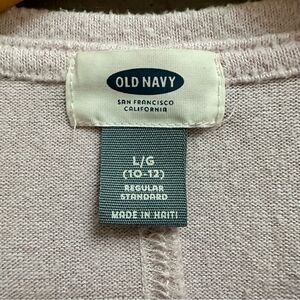 OLD NAVY
SAN FRANCISCO
CALIFORNIA
L/G
(10-12)
REGULAR
STANDARD
MADE IN HAITI